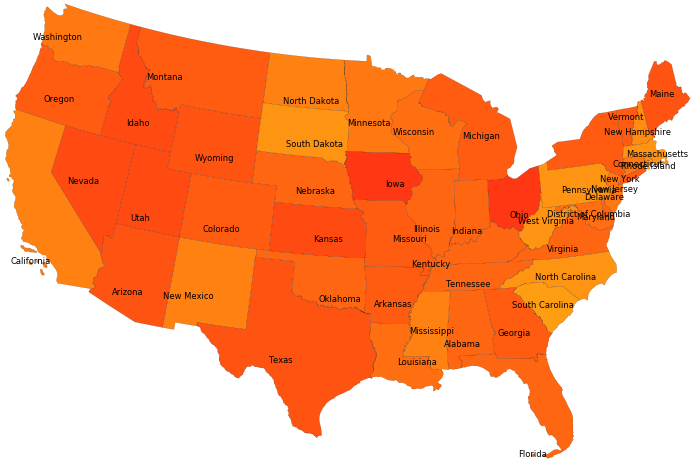 Washington
Montana
Maine
Oregon
North Dakota
Idaho
Minnesota
Vermont
Wisconsin
New Hampshire
Michigan
South Dakota
Massachusetts
Wyoming
Connecticut
Rhode Island
Nevada
New York
Iowa
Nebraska
Pennsylvania
New Jersey
Delaware
Utah
Ohio
District of Columbia
Maryland
West Virginia
Colorado
Illinois
Indiana
Kansas
Missouri
Virginia
California
Kentucky
North Carolina
Tennessee
Arizona
New Mexico
Oklahoma
Arkansas
South Carolina
Mississippi
Georgia
Alabama
Texas
Louisiana
Florida